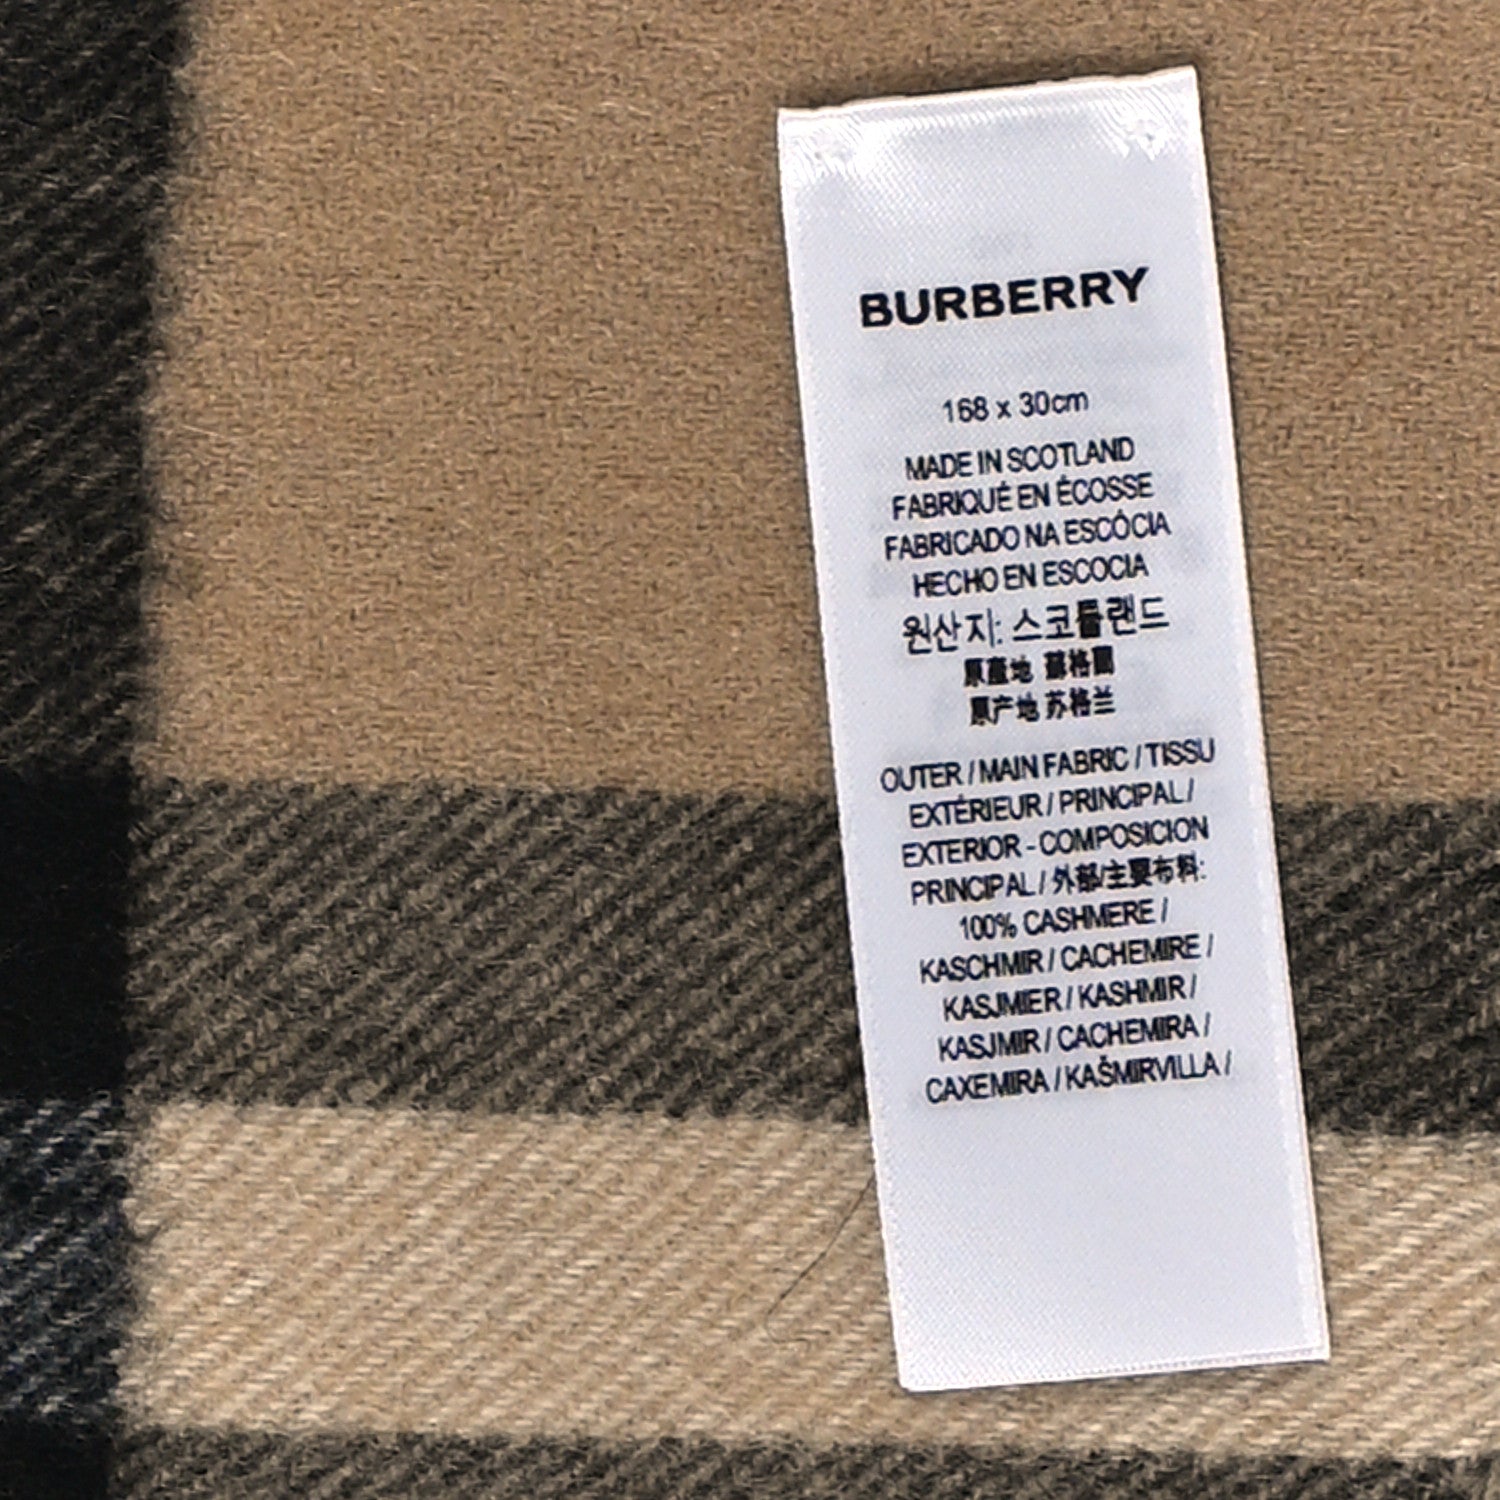 BURBERRY
168 x 30cm
MADE IN SCOTLAND
FABRIQUÉ EN ÉCOSSE
FABRICADO NA ESCÓCIA
HECHO EN ESCOCIA
원산지: 스코틀랜드
原產地 蘇格蘭
原产地 苏格兰
OUTER / MAIN FABRIC / TISSU
EXTÉRIEUR / PRINCIPAL /
EXTERIOR - COMPOSICION
PRINCIPAL / 外部/主要布料:
100% CASHMERE /
KASCHMIR / CACHEMIRE /
KASJMIER / KASHMIR /
KASJMIR / CACHEMIRA /
CAXEMIRA / KAŠMIRVILLA /